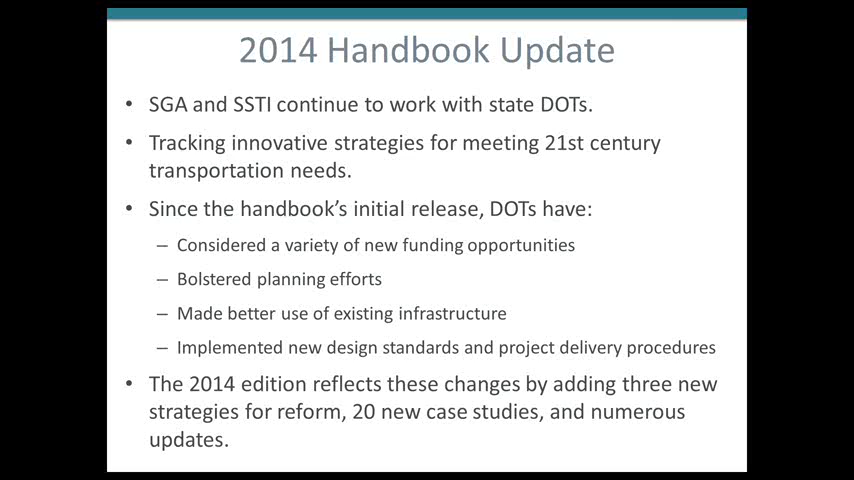 2014 Handbook Update
• SGA and SSTI continue to work with state DOTs.
• Tracking innovative strategies for meeting 21st century
transportation needs.
• Since the handbook’s initial release, DOTs have:
– Considered a variety of new funding opportunities
– Bolstered planning efforts
– Made better use of existing infrastructure
– Implemented new design standards and project delivery procedures
• The 2014 edition reflects these changes by adding three new
strategies for reform, 20 new case studies, and numerous
updates.